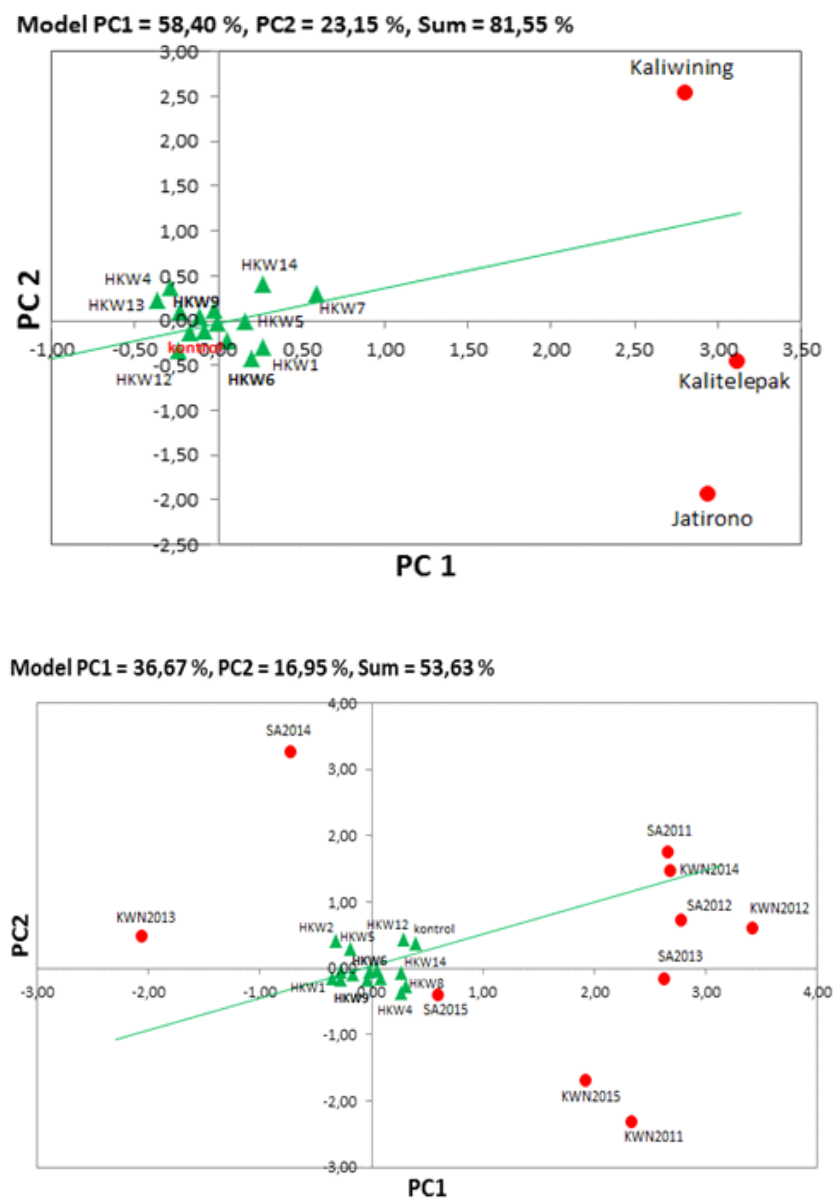 Model PC1 = 58,40 %, PC2 = 23,15 %, Sum = 81,55 %
3,00
Kaliwining
2,50
2,00
1,50
1,00
PC 2
0,50
HKW4
HKW14
HKW13
HKW9
HKW7
0,00
HKW5
-1,00
-0,50
0,00
0,50
1,00
1,50
2,00
2,50
3,00
3,50
kontrol
HKW12
HKW1
HKW6
-0,50
Kalitelepak
-1,00
-1,50
-2,00
Jatirono
-2,50
PC 1
Model PC1 = 36,67 %, PC2 = 16,95 %, Sum = 53,63 %
4,00
SA2014
3,00
2,00
SA2011
KWN2014
1,00
SA2012
KWN2012
KWN2013
HKW2
HKW12
kontrol
HKW5
PC2
HKW6
HKW14
SA2013
0,00
-3,00
-2,00
-1,00
0,00
1,00
2,00
3,00
4,00
HKW1
HKW8
HKW9
HKW4
SA2015
-1,00
KWN2015
-2,00
KWN2011
-3,00
PC1